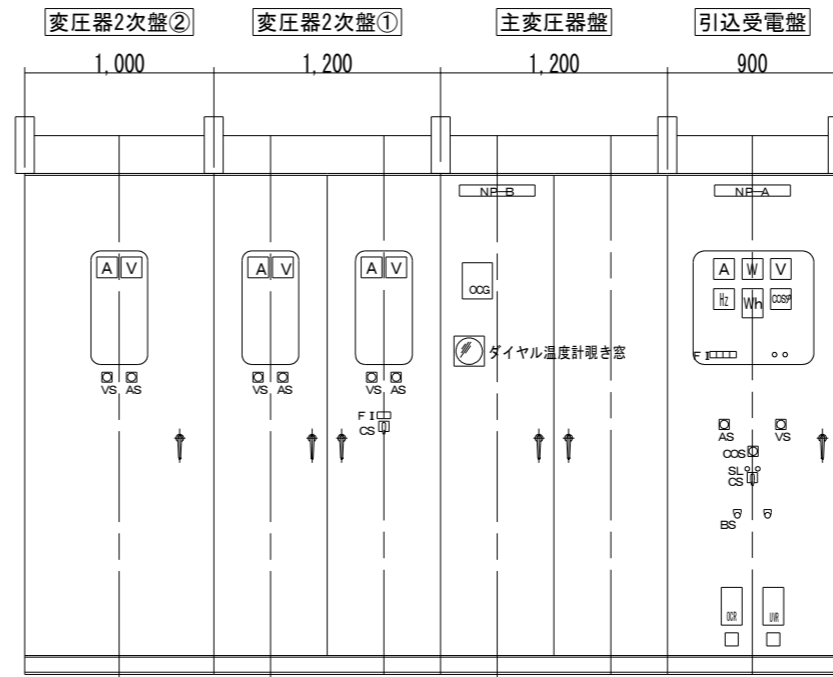 変圧器2次盤② 変圧器2次盤① 主変圧器盤 引込受電盤
1,000 1,200 1,200 900
NP-B NP-A
A V A V A V A W V
OCG Hz Wh COSφ
ダイヤル温度計覗き窓 FI
VS AS VS AS VS AS
FI
CS
AS VS
COS
SL
CS
BS
OCR UVR